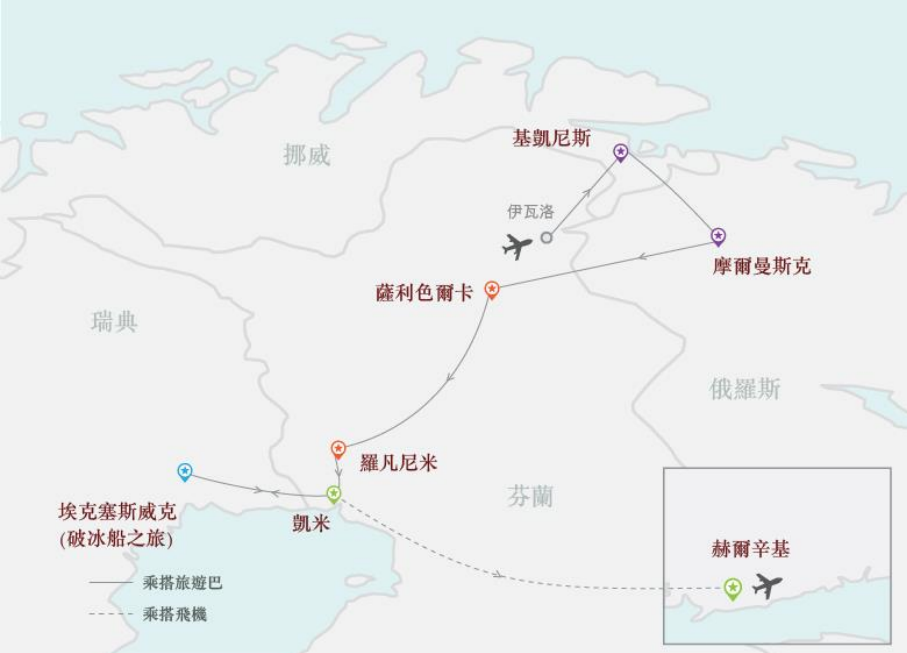 基凱尼斯
挪威
伊瓦洛
摩爾曼斯克
薩利色爾卡
瑞典
俄羅斯
羅凡尼米
芬蘭
埃克塞斯威克
(破冰船之旅)
凱米
赫爾辛基
乘搭旅遊巴
乘搭飛機